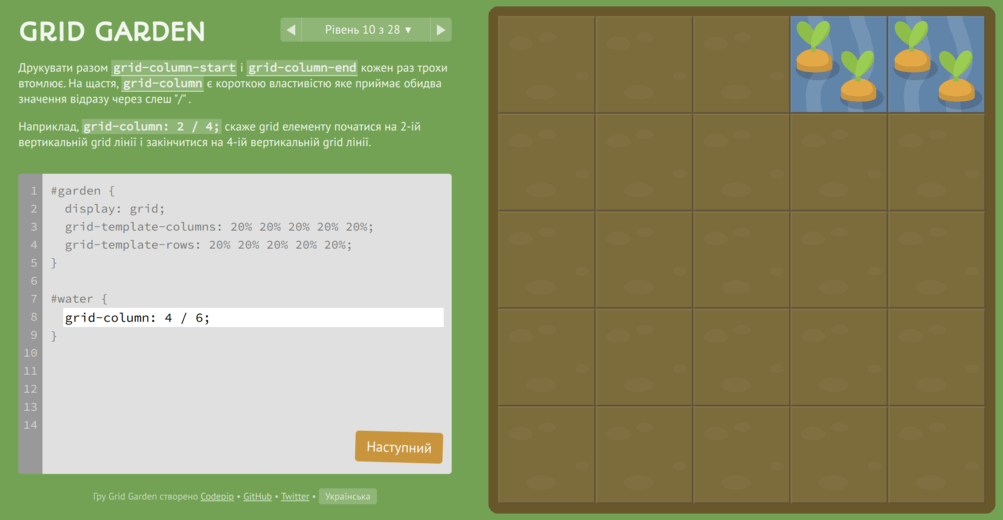 GRID GARDEN
◀ Рівень 10 з 28 ▼ ▶
Друкувати разом grid-column-start і grid-column-end кожен раз трохи
втомлює. На щастя, grid-column є короткою властивістю яке приймає обидва
значення відразу через слеш "/" .
Наприклад, grid-column: 2 / 4; скаже grid елементу початися на 2-ій
вертикальній grid лінії і закінчитися на 4-ій вертикальній grid лінії.
1 #garden {
2 display: grid;
3 grid-template-columns: 20% 20% 20% 20% 20%;
4 grid-template-rows: 20% 20% 20% 20% 20%;
5 }
6
7 #water {
8 grid-column: 4 / 6;
9 }
10
11
12
13
14
Наступний
Гру Grid Garden створено Codepip • GitHub • Twitter • Українська